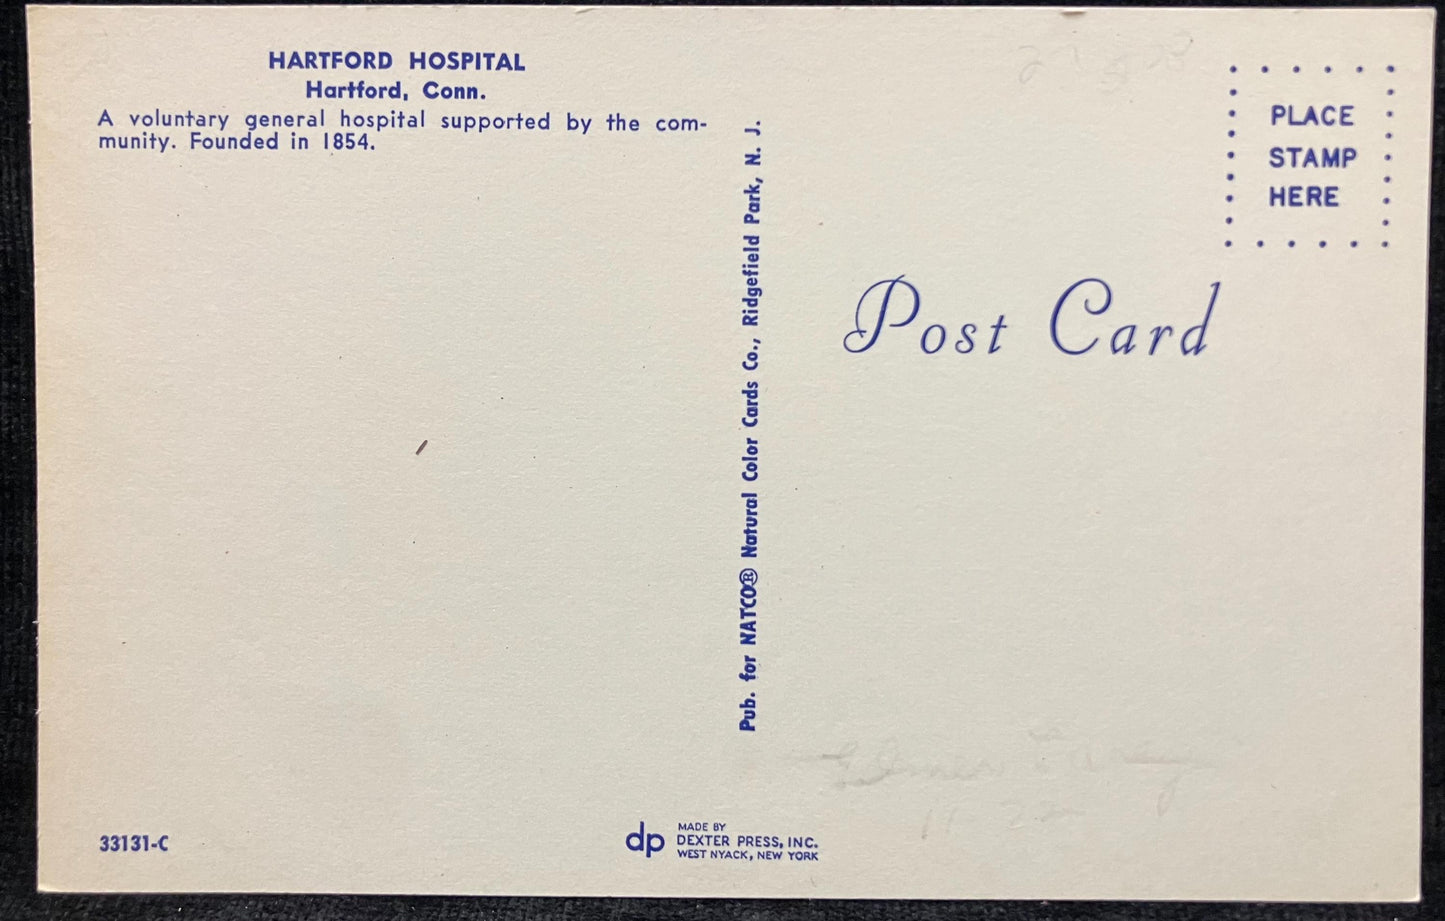 HARTFORD HOSPITAL
Hartford, Conn.
A voluntary general hospital supported by the com-
munity. Founded in 1854.
Pub. for NATCO® Natural Color Cards Co., Ridgefield Park, N. J.
PLACE
STAMP
HERE
Post Card
33131-C
dp
MADE BY
DEXTER PRESS, INC.
WEST NYACK, NEW YORK